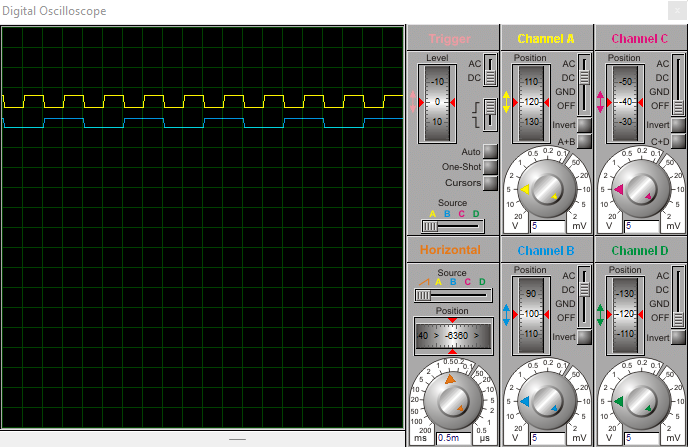 Digital Oscilloscope
x
Trigger
Level
AC
DC
-10
0
10
Auto
One-Shot
Cursors
Source
A B C D
Channel A
Position
110
120
130
AC
DC
GND
OFF
Invert
A+B
0.5 0.2 0.1
1 50
2 20
5 10
10 5
20 2
V 5 mV
Channel C
Position
-50
-40
-30
AC
DC
GND
OFF
Invert
C+D
0.5 0.2 0.1
1 50
2 20
5 10
10 5
20 2
V 5 mV
Horizontal
Source
A B C D
Position
40 > -6360 >
0.5 0.2 0.1
1 50
2 20
5 10
10 5
20 2
50 1
100 0.5
200
ms 0.5m µs
Channel B
Position
90
100
110
AC
DC
GND
OFF
Invert
0.5 0.2 0.1
1 50
2 20
5 10
10 5
20 2
V 5 mV
Channel D
Position
-130
-120
-110
AC
DC
GND
OFF
Invert
0.5 0.2 0.1
1 50
2 20
5 10
10 5
20 2
V 5 mV